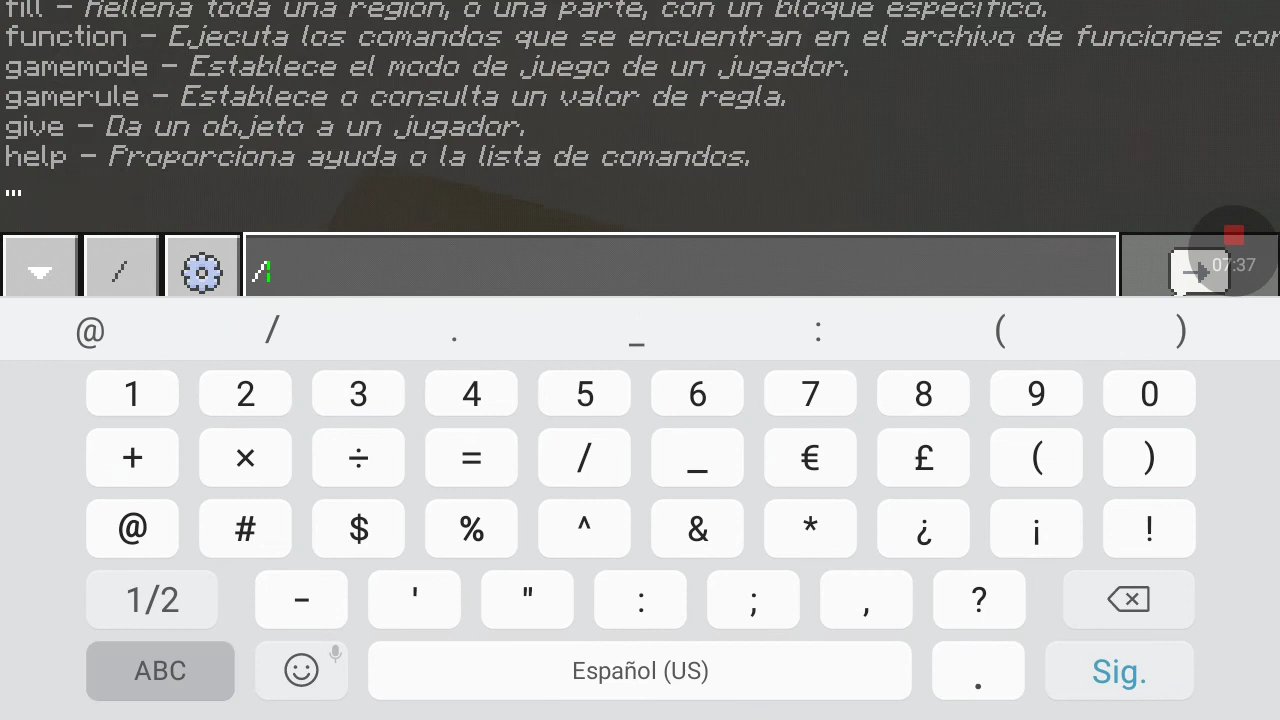 fill – Rellena toda una región, o una parte, con un bloque específico.
function – Ejecuta los comandos que se encuentran en el archivo de funciones cor
gamemode – Establece el modo de juego de un jugador.
gamerule – Establece o consulta un valor de regla.
give – Da un objeto a un jugador.
help – Proporciona ayuda o la lista de comandos.
...
/ /
07:37
@ / . _ : ( )
1 2 3 4 5 6 7 8 9 0
+ × ÷ = / _ € £ ( )
@ # $ % ^ & * ¿ ¡ !
1/2 - ' " : ; , ?
ABC Español (US) . Sig.